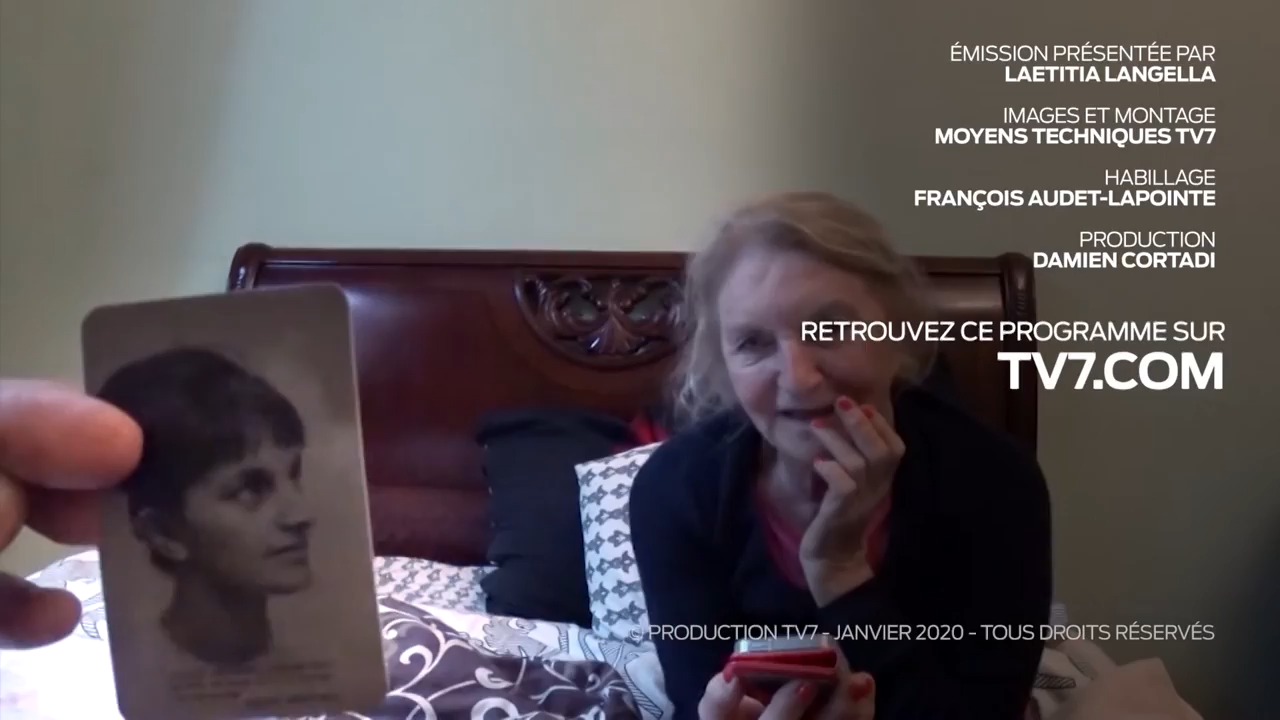 ÉMISSION PRÉSENTÉE PAR
LAETITIA LANGELLA
IMAGES ET MONTAGE
MOYENS TECHNIQUES TV7
HABILLAGE
FRANÇOIS AUDET-LAPOINTE
PRODUCTION
DAMIEN CORTADI
RETROUVEZ CE PROGRAMME SUR
TV7.COM
© PRODUCTION TV7 - JANVIER 2020 - TOUS DROITS RÉSERVÉS